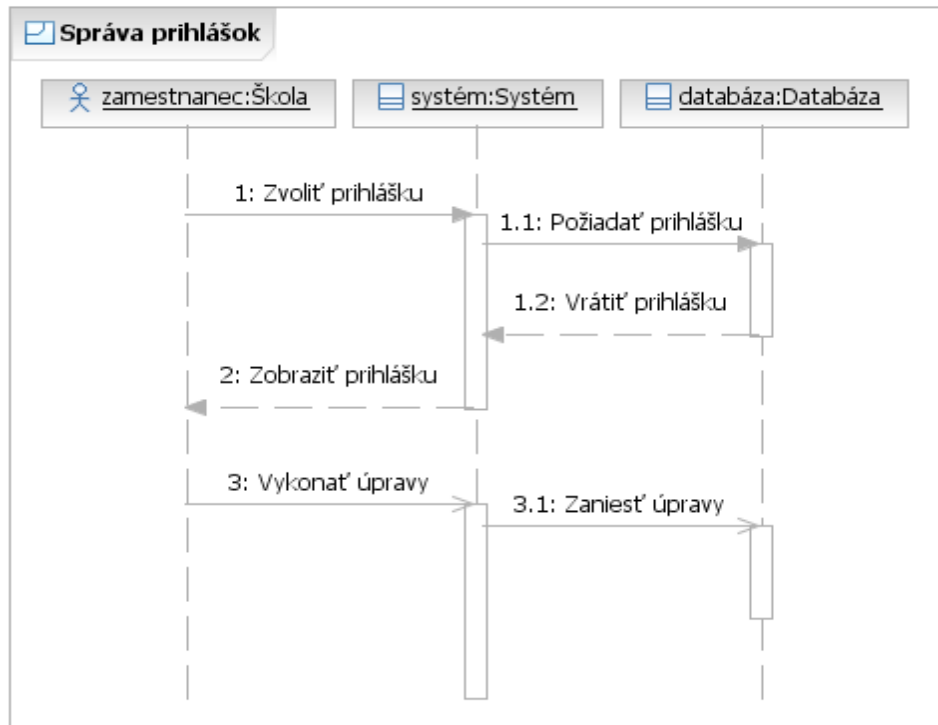 Správa prihlášok
zamestnanec:Škola
systém:Systém
databáza:Databáza
1: Zvoliť prihlášku
1.1: Požiadať prihlášku
1.2: Vrátiť prihlášku
2: Zobraziť prihlášku
3: Vykonať úpravy
3.1: Zaniesť úpravy